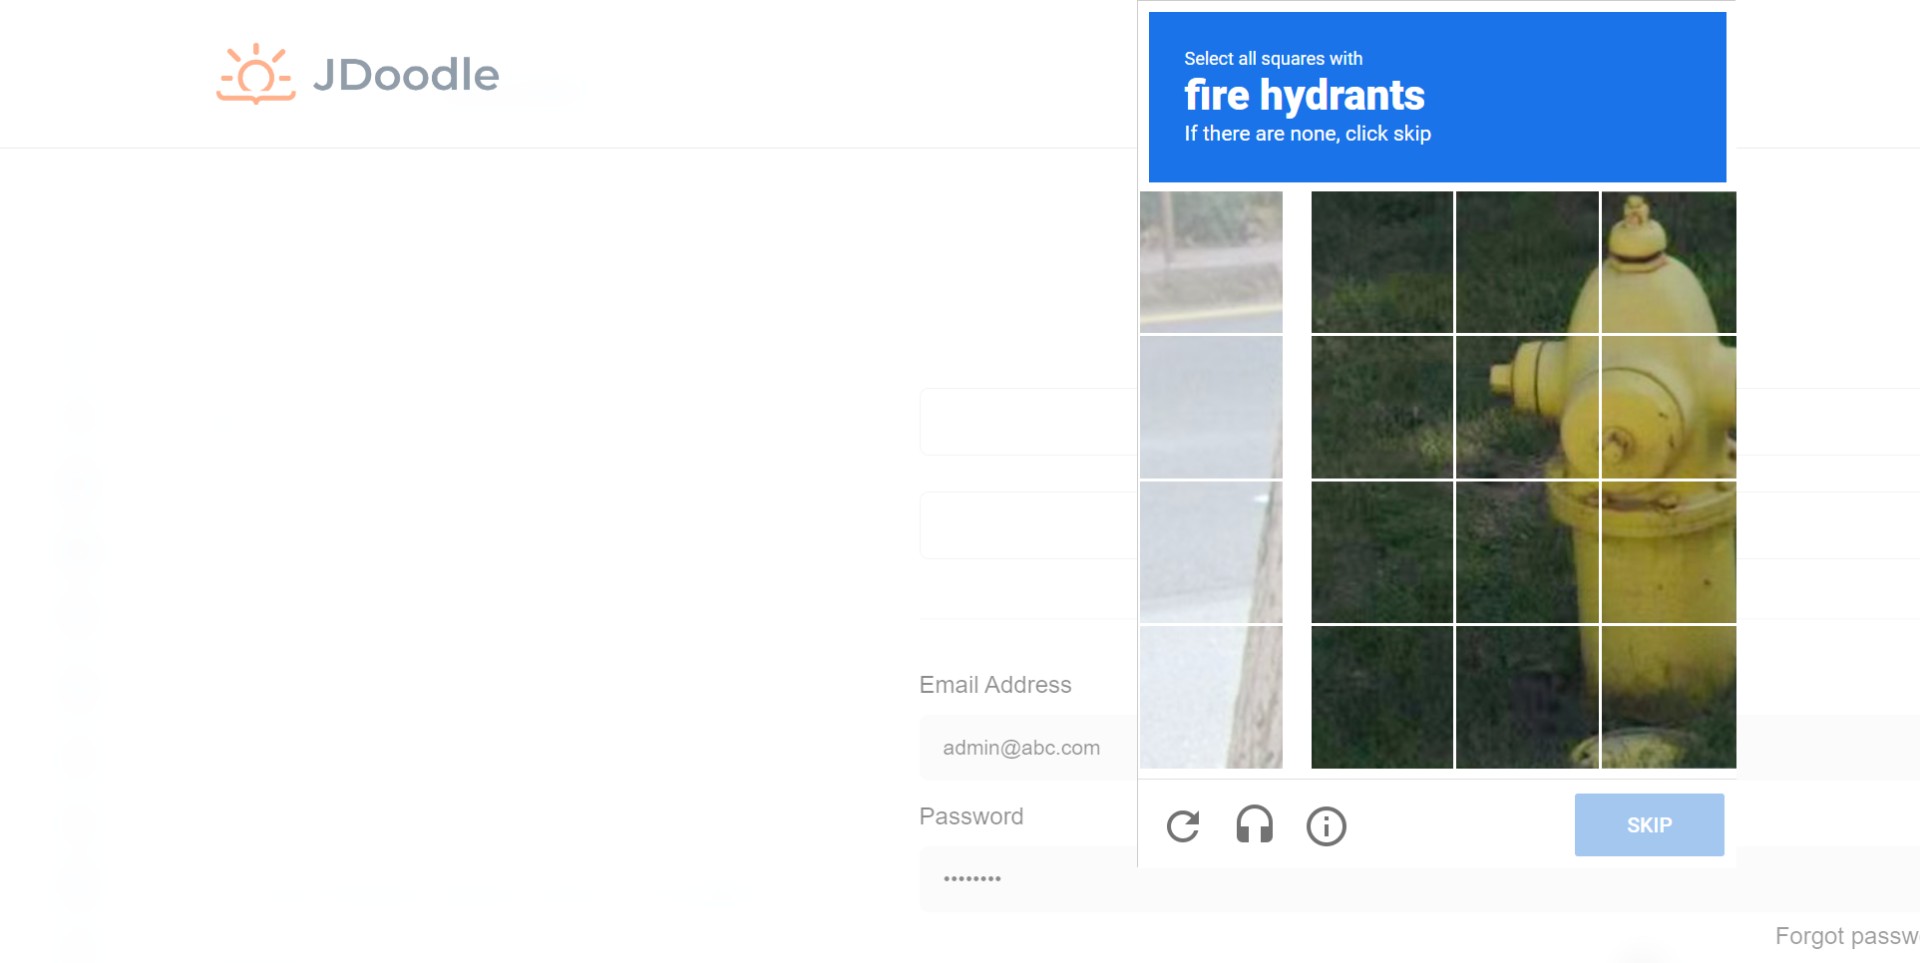 JDoodle
Select all squares with
fire hydrants
If there are none, click skip
Email Address
admin@abc.com
Password
••••••••
SKIP
Forgot passw